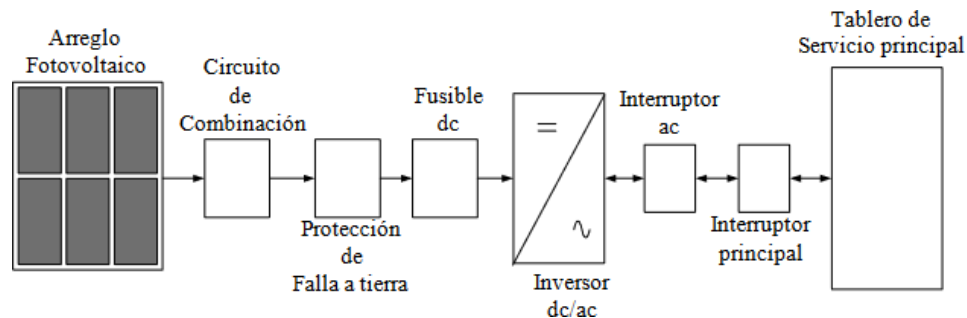 Arreglo
Fotovoltaico
Circuito
de
Combinación
Protección
de
Falla a tierra
Fusible
dc
Inversor
dc/ac
Interruptor
ac
Interruptor
principal
Tablero de
Servicio principal